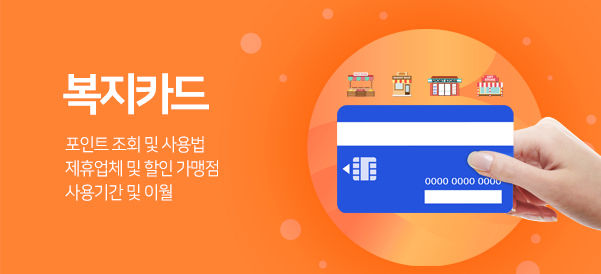 복지카드
포인트 조회 및 사용법
제휴업체 및 할인 가맹점
사용기간 및 이월
0000 0000 0000